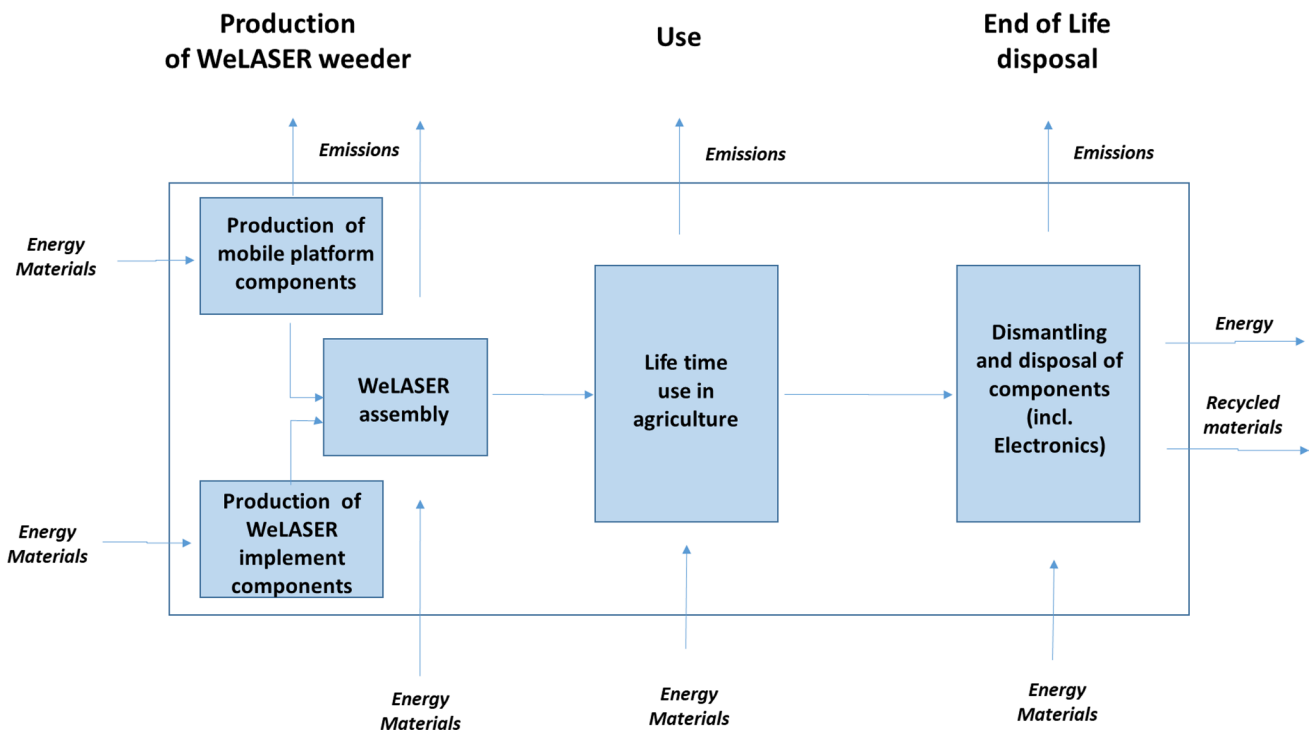 Production
of WeLASER weeder
Use
End of Life
disposal
Emissions
Emissions
Emissions
Energy
Materials
Production of
mobile platform
components
WeLASER
assembly
Production of
WeLASER
implement
components
Energy
Materials
Life time
use in
agriculture
Dismantling
and disposal of
components
(incl.
Electronics)
Energy
Recycled
materials
Energy
Materials
Energy
Materials
Energy
Materials